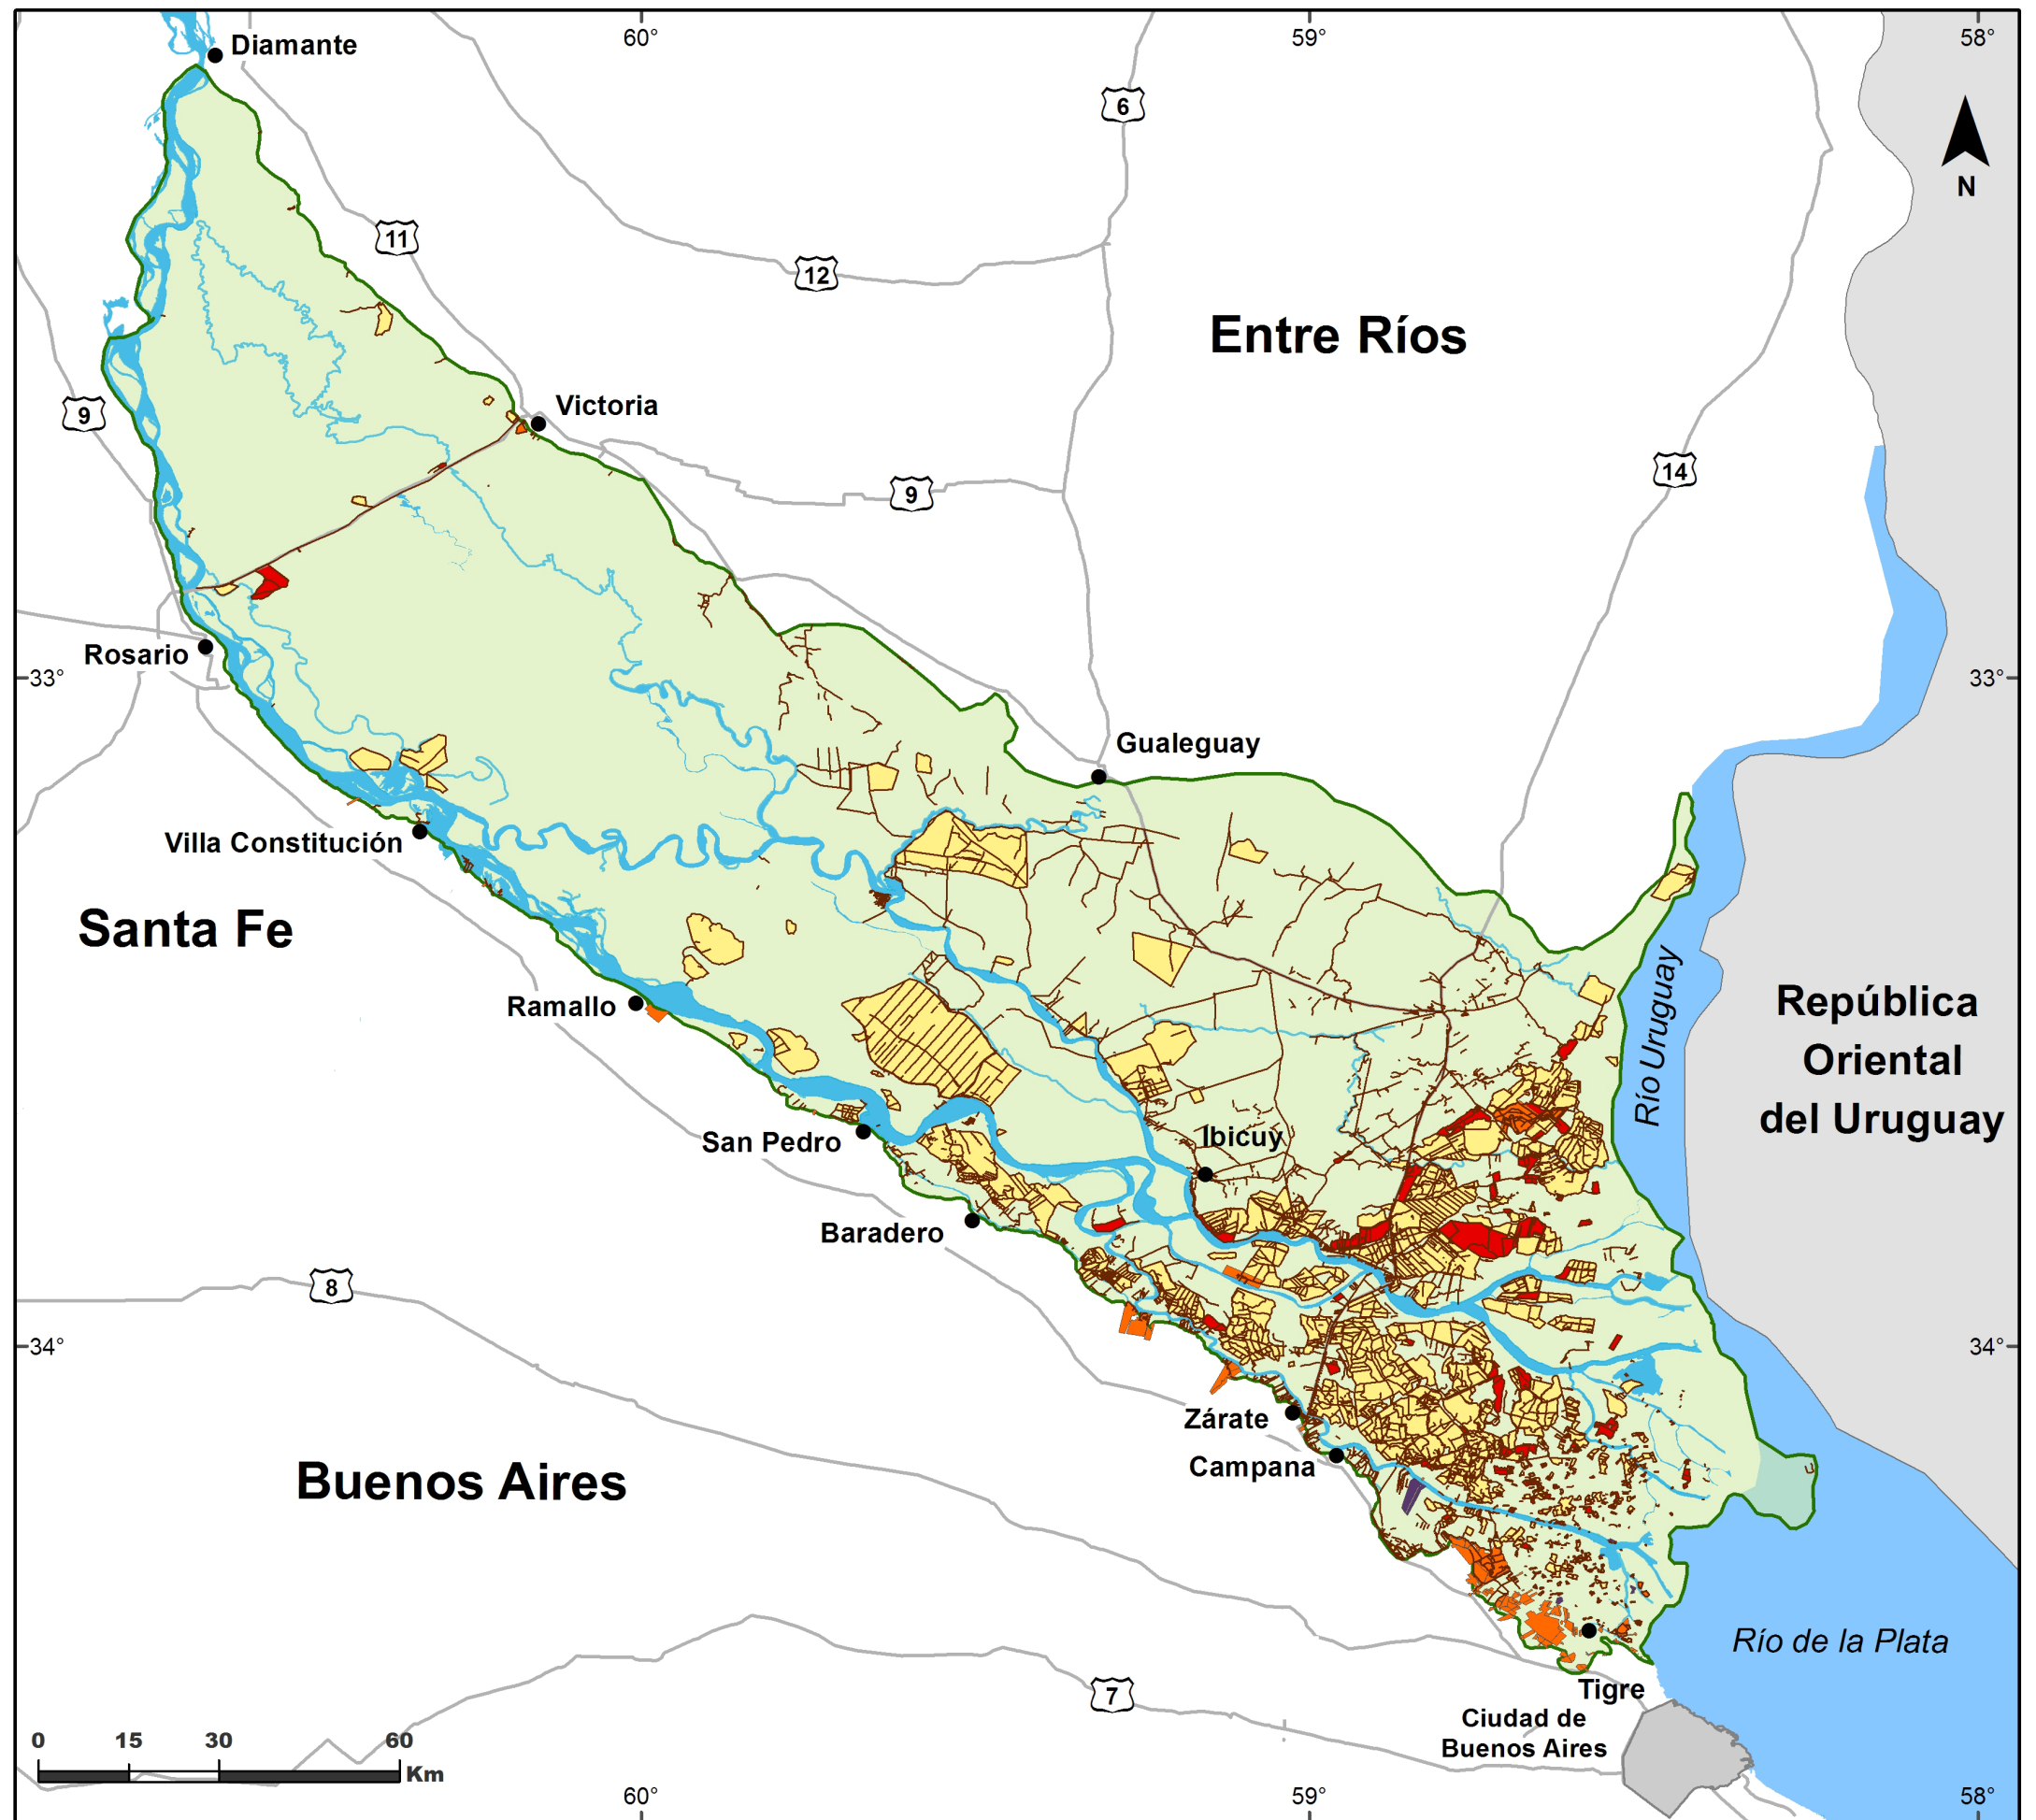 Diamante
60°
59°
58°
6
N
11
12
Entre Ríos
9
Victoria
14
9
Rosario
33°
33°
Gualeguay
Villa Constitución
Santa Fe
Río Uruguay
Ramallo
República
Oriental
del Uruguay
San Pedro
Ibicuy
Baradero
8
34°
34°
Zárate
Campana
Buenos Aires
Río de la Plata
7
Tigre
Ciudad de
Buenos Aires
0 15 30 60
Km
60°
59°
58°